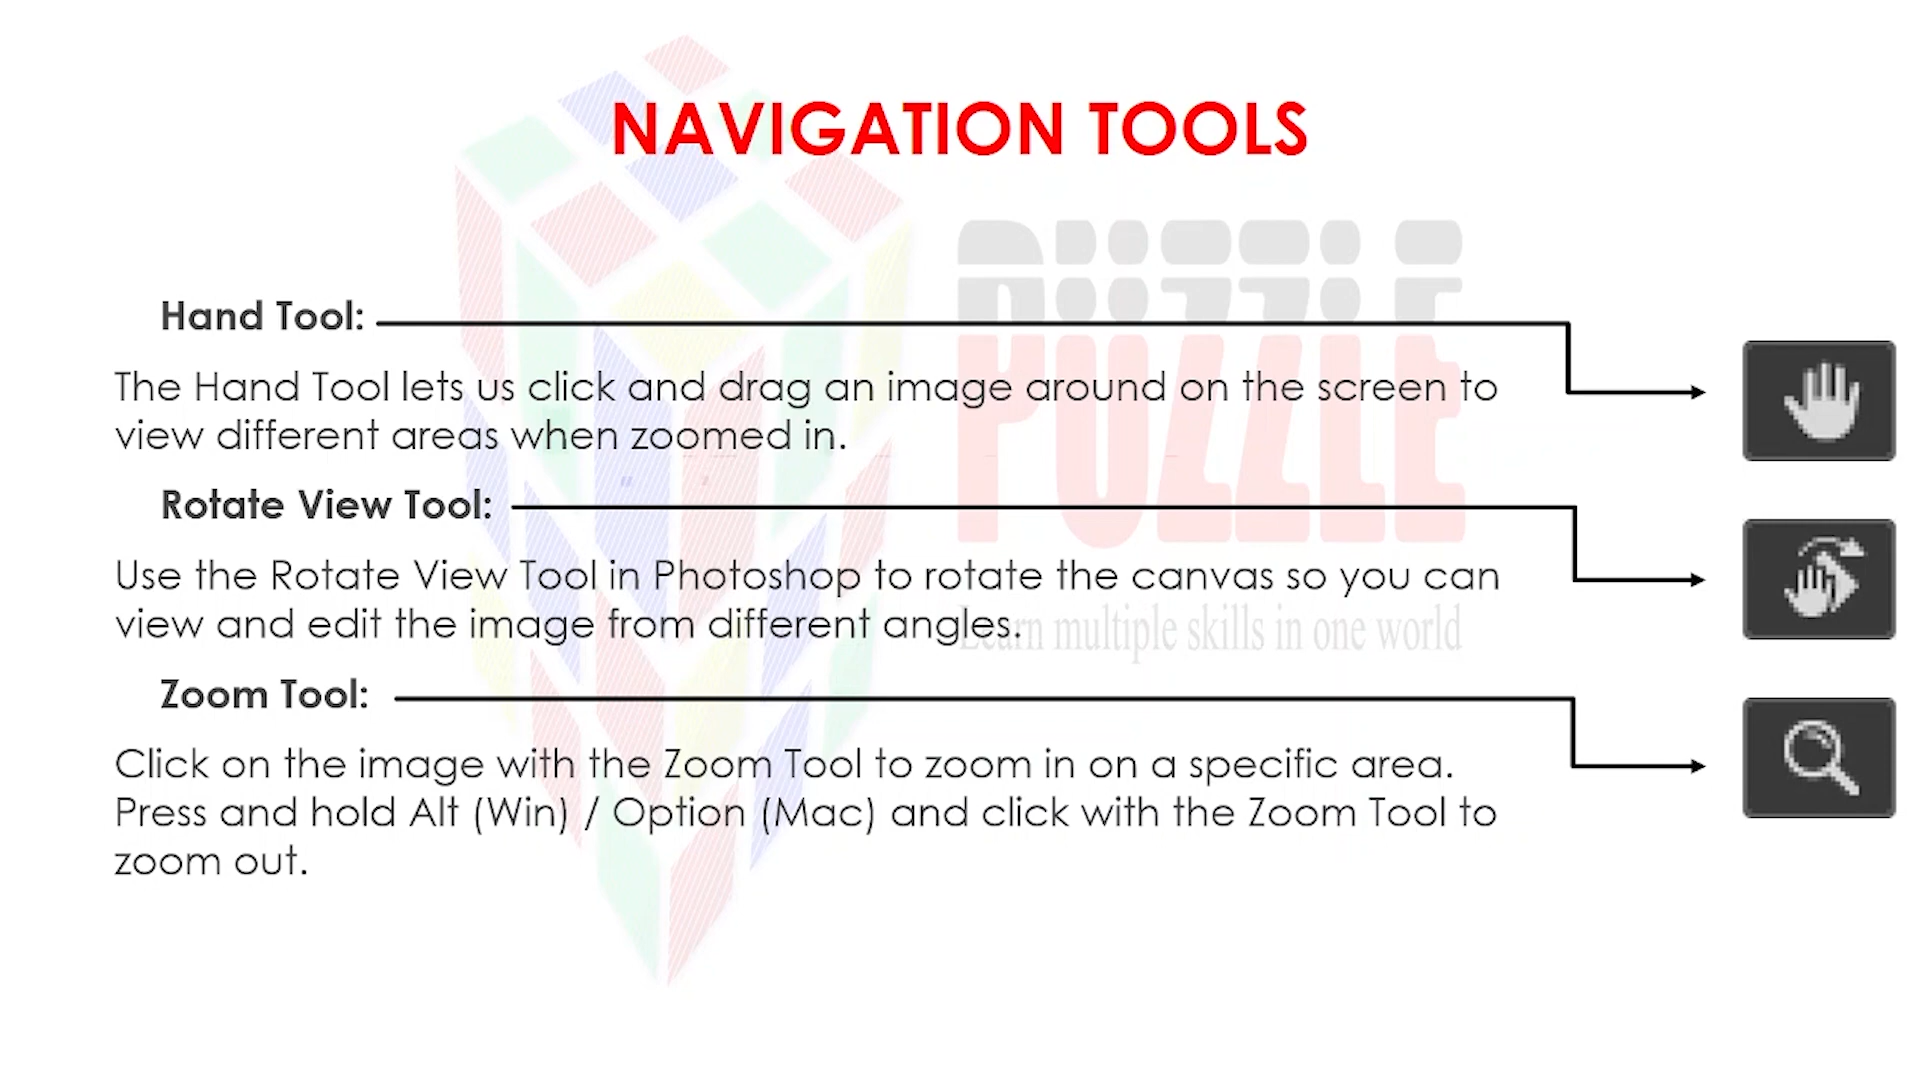 NAVIGATION TOOLS
Hand Tool:
The Hand Tool lets us click and drag an image around on the screen to
view different areas when zoomed in.
Rotate View Tool:
Use the Rotate View Tool in Photoshop to rotate the canvas so you can
view and edit the image from different angles.
Zoom Tool:
Click on the image with the Zoom Tool to zoom in on a specific area.
Press and hold Alt (Win) / Option (Mac) and click with the Zoom Tool to
zoom out.
PUZZLE
Learn multiple skills in one world